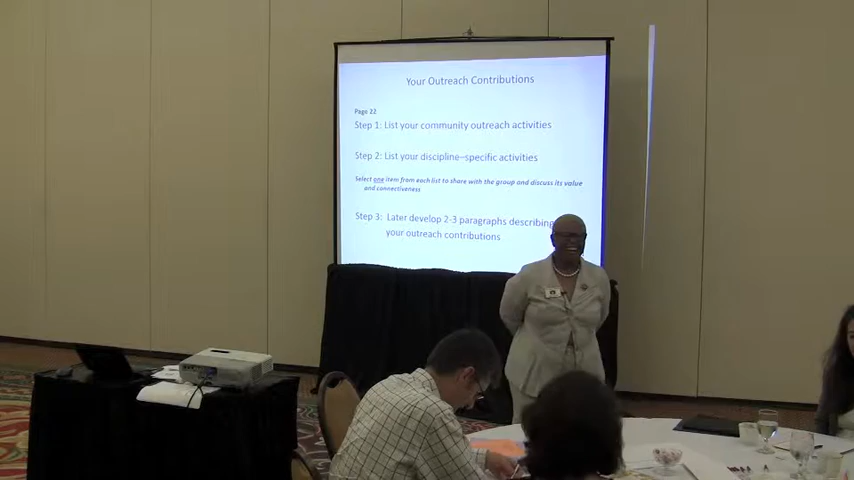 Your Outreach Contributions
Page 22
Step 1: List your community outreach activities
Step 2: List your discipline–specific activities
Select one item from each list to share with the group and discuss its value
and connectiveness
Step 3: Later develop 2-3 paragraphs describing
your outreach contributions